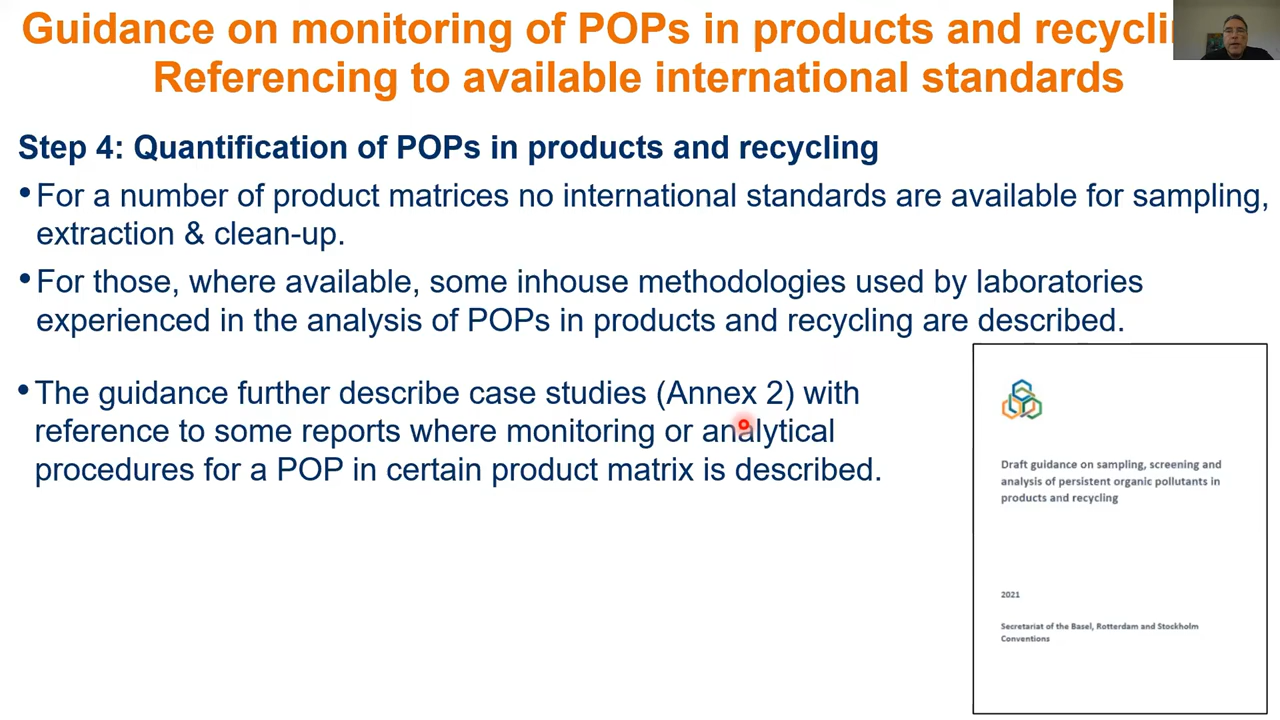 Guidance on monitoring of POPs in products and
Referencing to available international standards
Step 4: Quantification of POPs in products and recycling
• For a number of product matrices no international standards are available for sampling,
extraction & clean-up.
• For those, where available, some inhouse methodologies used by laboratories
experienced in the analysis of POPs in products and recycling are described.
• The guidance further describe case studies (Annex 2) with
reference to some reports where monitoring or analytical
procedures for a POP in certain product matrix is described.
Draft guidance on sampling, screening and
analysis of persistent organic pollutants in
products and recycling
2021
Secretariat of the Basel, Rotterdam and Stockholm
Conventions